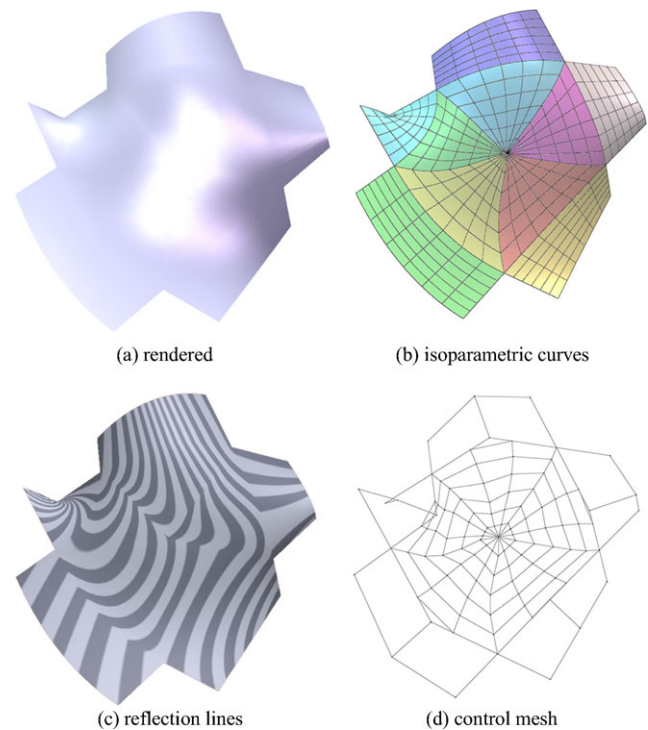 (a) rendered
(b) isoparametric curves
(c) reflection lines
(d) control mesh